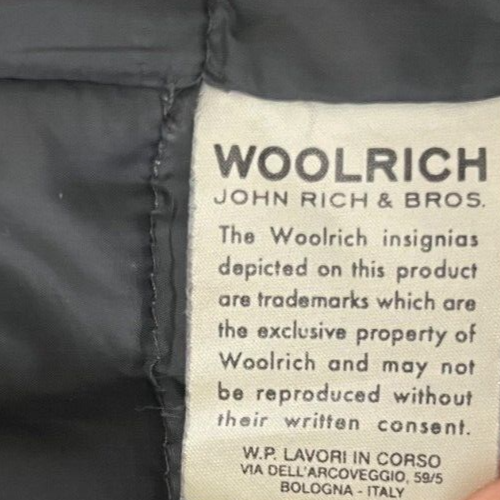 WOOLRICH
JOHN RICH & BROS.
The Woolrich insignias
depicted on this product
are trademarks which are
the exclusive property of
Woolrich and may not
be reproduced without
their written consent.
W.P. LAVORI IN CORSO
VIA DELL'ARCOVEGGIO, 59/5
BOLOGNA - ITALY